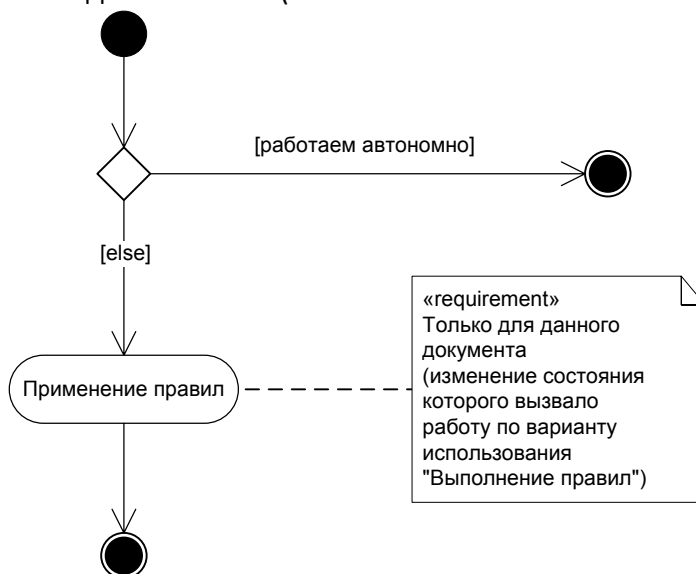 [работаем автономно]
[else]
«requirement»
Только для данного
документа
(изменение состояния
которого вызвало
работу по варианту
использования
"Выполнение правил")
Применение правил